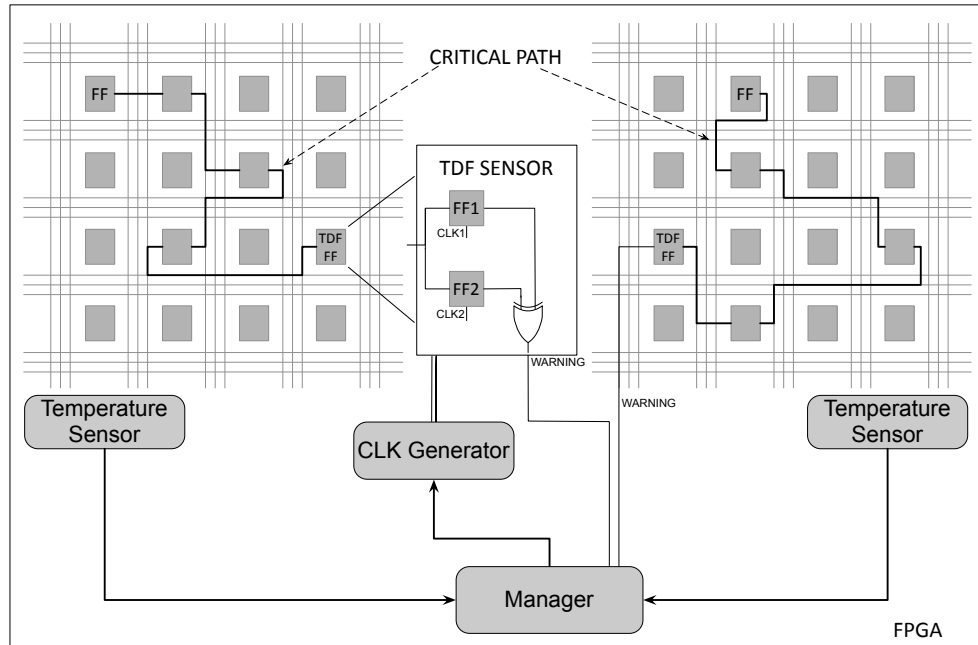 CRITICAL PATH
FF
FF
TDF SENSOR
FF1
CLK1
TDF
FF
TDF
FF
FF2
CLK2
WARNING
WARNING
Temperature
Sensor
Temperature
Sensor
CLK Generator
Manager
FPGA